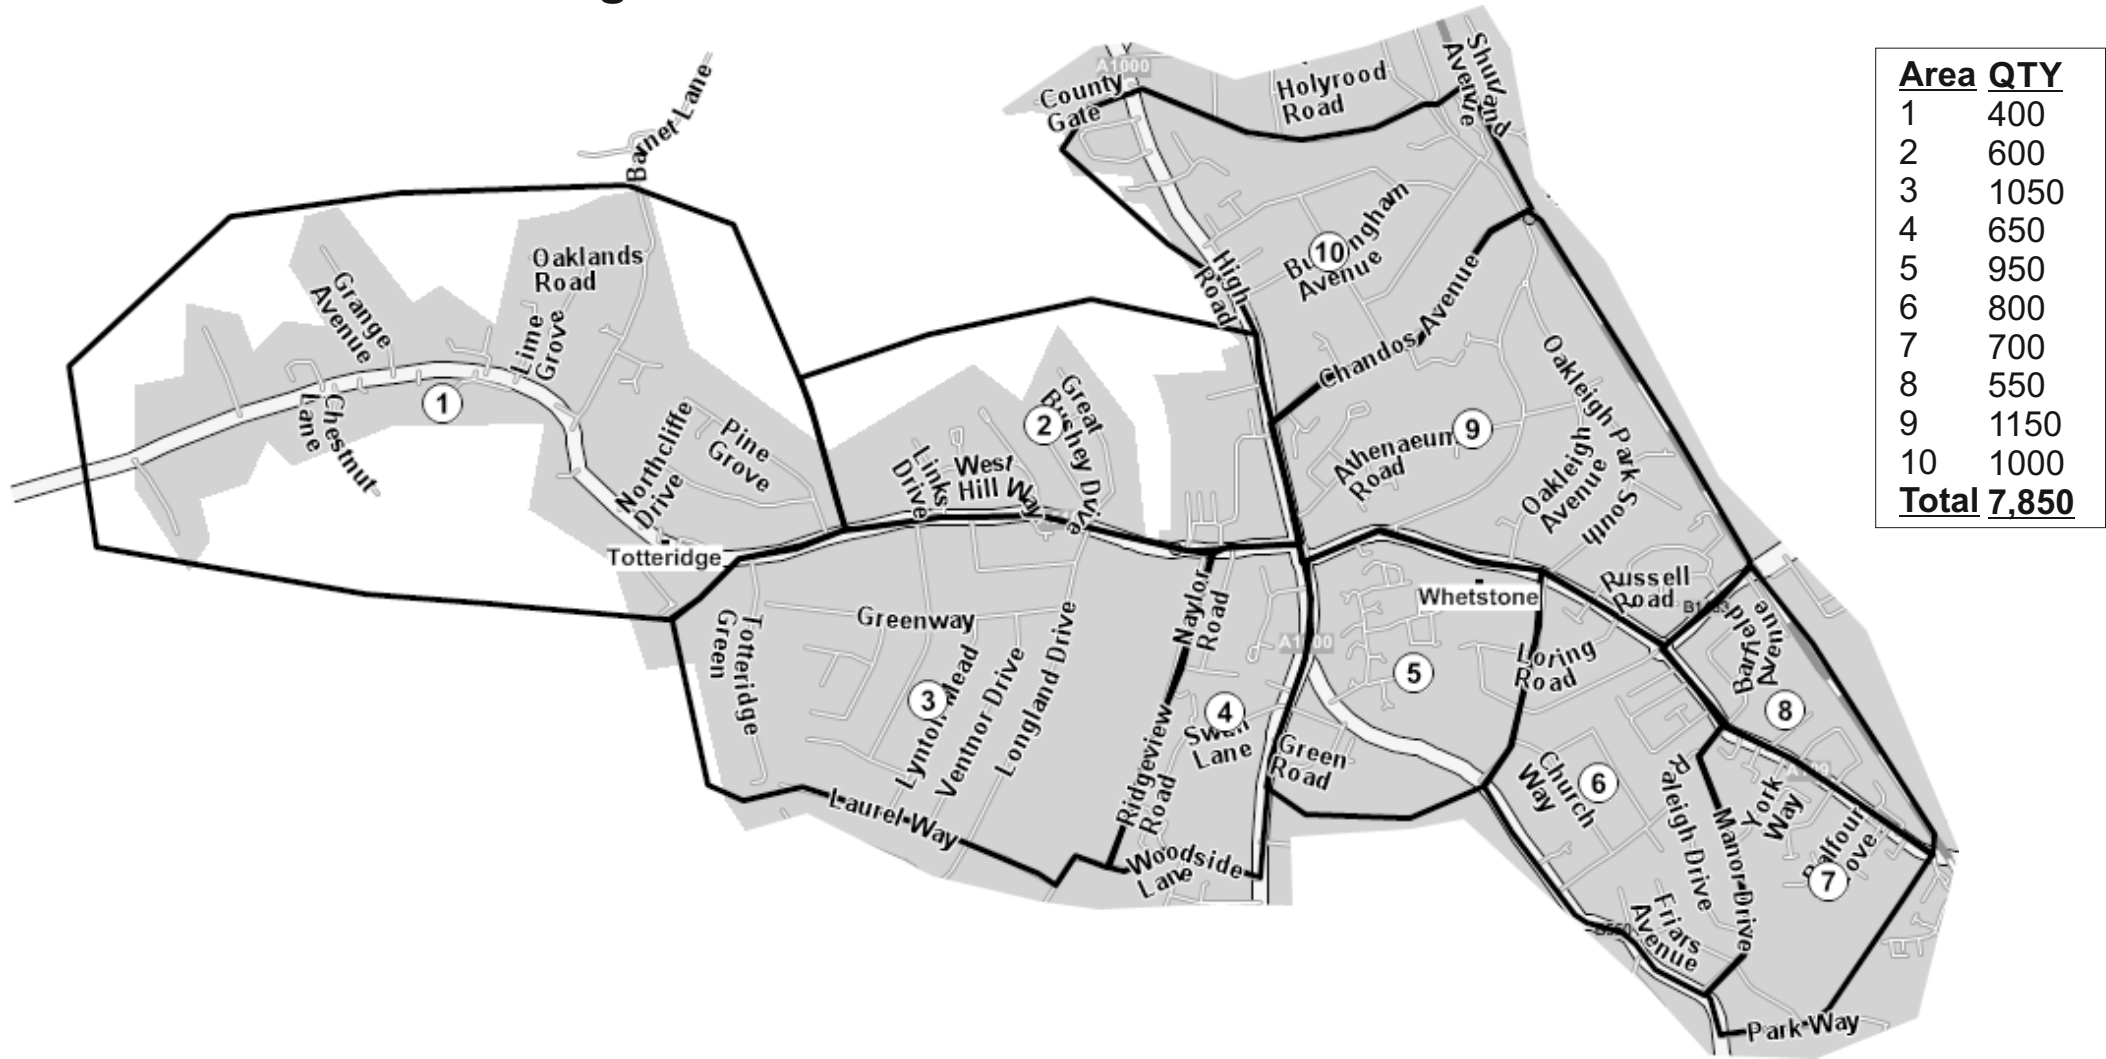 Barnet Lane
A1000
County
Gate
Holyrood
Road
Shurland
Avenue
Oaklands
Road
Grange
Avenue
Lime
Grove
Chestnut
Lane
1
Northcliffe
Drive
Pine
Grove
Totteridge
Links
Drive
West
Hill Way
Great
Bushey Drive
2
High
Road
10
Avenue
Chandos Avenue
Athenaeum
Road
9
Oakleigh Park South
Oakleigh
Avenue
Russell
Road
Whetstone
Barfield
Avenue
8
Totteridge
Green
Greenway
3
Lynton Mead
Ventnor Drive
Longland Drive
Laurel Way
Naylor
Road
Ridgeview
Road
4
Lane
Woodside
Lane
5
Green
Road
Loring
Road
6
Church
Way
Raleigh Drive
Manor Drive
York
Way
7
Friars
Avenue
Park Way
Area QTY
1 400
2 600
3 1050
4 650
5 950
6 800
7 700
8 550
9 1150
10 1000
Total 7,850